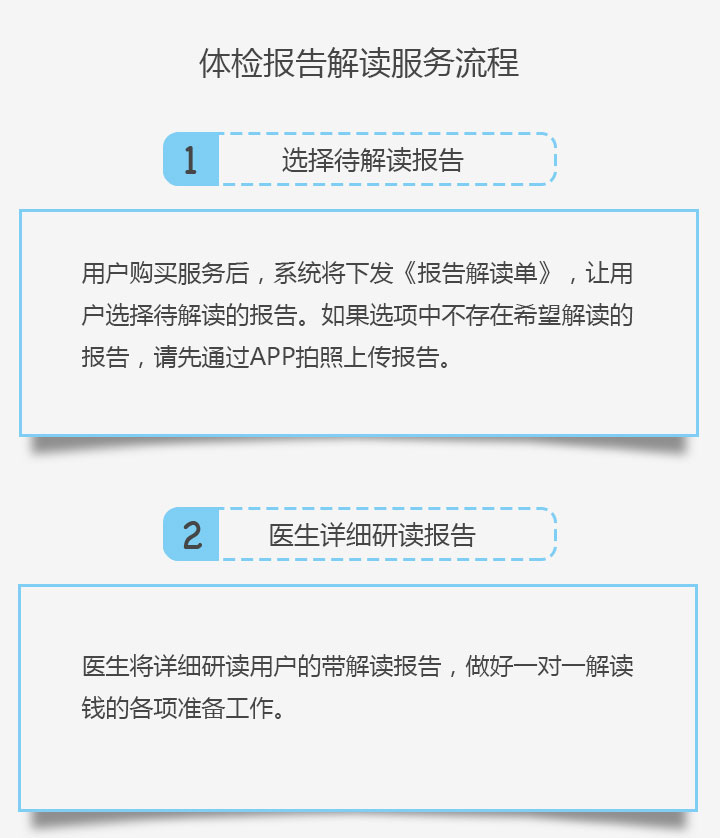 体检报告解读服务流程
1 选择待解读报告
用户购买服务后，系统将下发《报告解读单》，让用
户选择待解读的报告。如果选项中不存在希望解读的
报告，请先通过APP拍照上传报告。
2 医生详细研读报告
医生将详细研读用户的带解读报告，做好一对一解读
钱的各项准备工作。